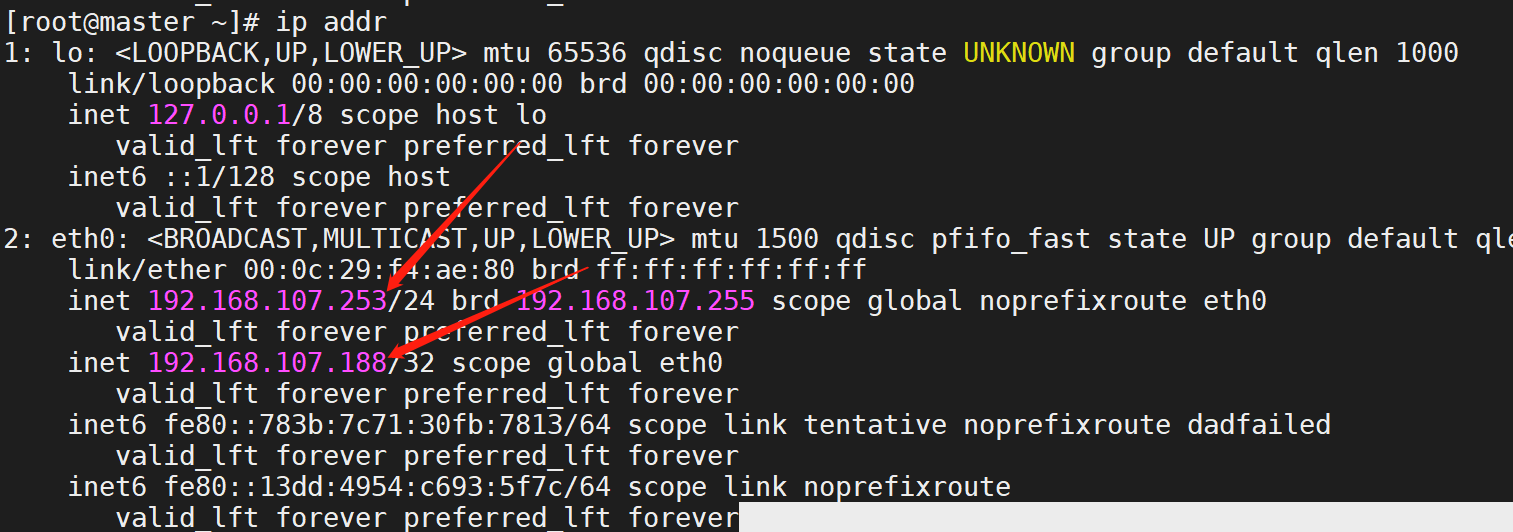 [root@master ~]# ip addr
1: lo: <LOOPBACK,UP,LOWER_UP> mtu 65536 qdisc noqueue state UNKNOWN group default qlen 1000
    link/loopback 00:00:00:00:00:00 brd 00:00:00:00:00:00
    inet 127.0.0.1/8 scope host lo
       valid_lft forever preferred_lft forever
    inet6 ::1/128 scope host
       valid_lft forever preferred_lft forever
2: eth0: <BROADCAST,MULTICAST,UP,LOWER_UP> mtu 1500 qdisc pfifo_fast state UP group default qle
    link/ether 00:0c:29:f4:ae:80 brd ff:ff:ff:ff:ff:ff
    inet 192.168.107.253/24 brd 192.168.107.255 scope global noprefixroute eth0
       valid_lft forever preferred_lft forever
    inet 192.168.107.188/32 scope global eth0
       valid_lft forever preferred_lft forever
    inet6 fe80::783b:7c71:30fb:7813/64 scope link tentative noprefixroute dadfailed
       valid_lft forever preferred_lft forever
    inet6 fe80::13dd:4954:c693:5f7c/64 scope link noprefixroute
       valid_lft forever preferred_lft forever